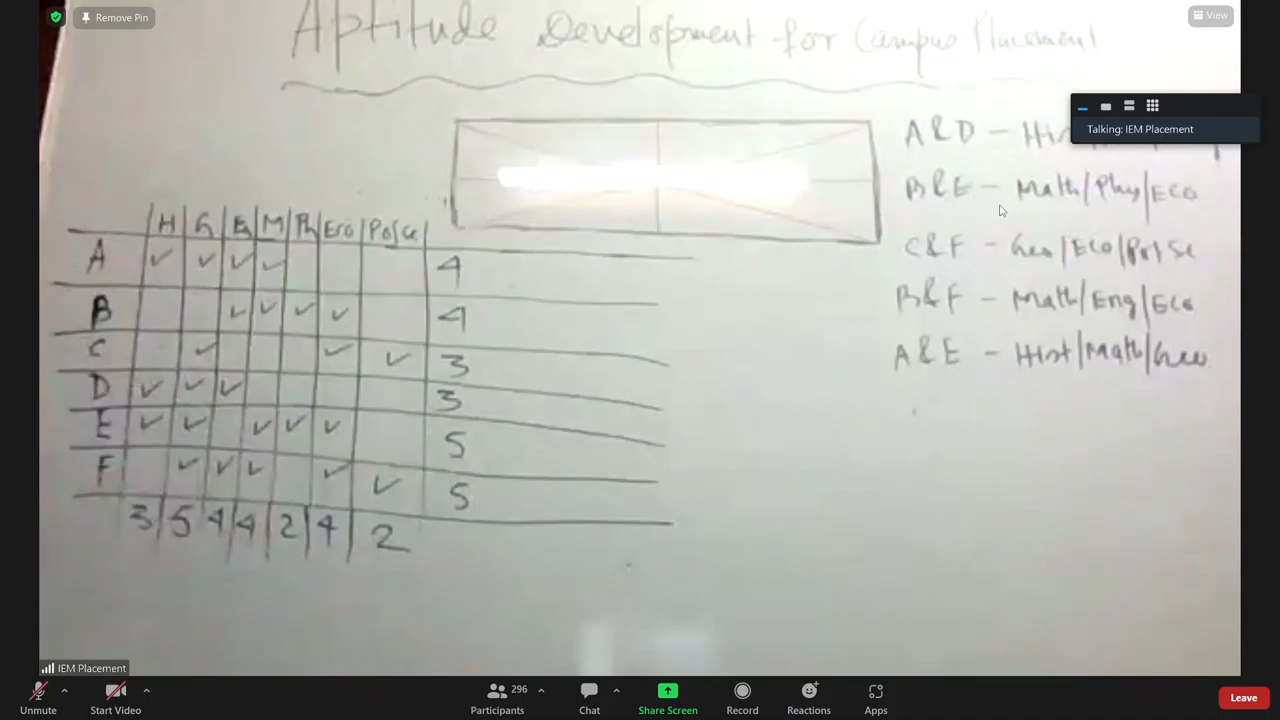 Remove Pin
View
Aptitude Development for Campus Placement
Talking: IEM Placement
A & D -
B & E - Math/Phy/Eco
C & F - Geo/Eco/Pol Sc
B & F - Math/Eng/Eco
A & E - Hist/Math/Geo
H G En M Ph Eco
A ✓ ✓ ✓ ✓ 4
B ✓ ✓ ✓ ✓ 4
C ✓ ✓ ✓ 3
D ✓ ✓ ✓ 3
E ✓ ✓ ✓ ✓ ✓ 5
F ✓ ✓ ✓ ✓ ✓ 5
3 5 4 4 2 4 2
IEM Placement
Unmute
Start Video
296
Participants
Chat
Share Screen
Record
Reactions
Apps
Leave